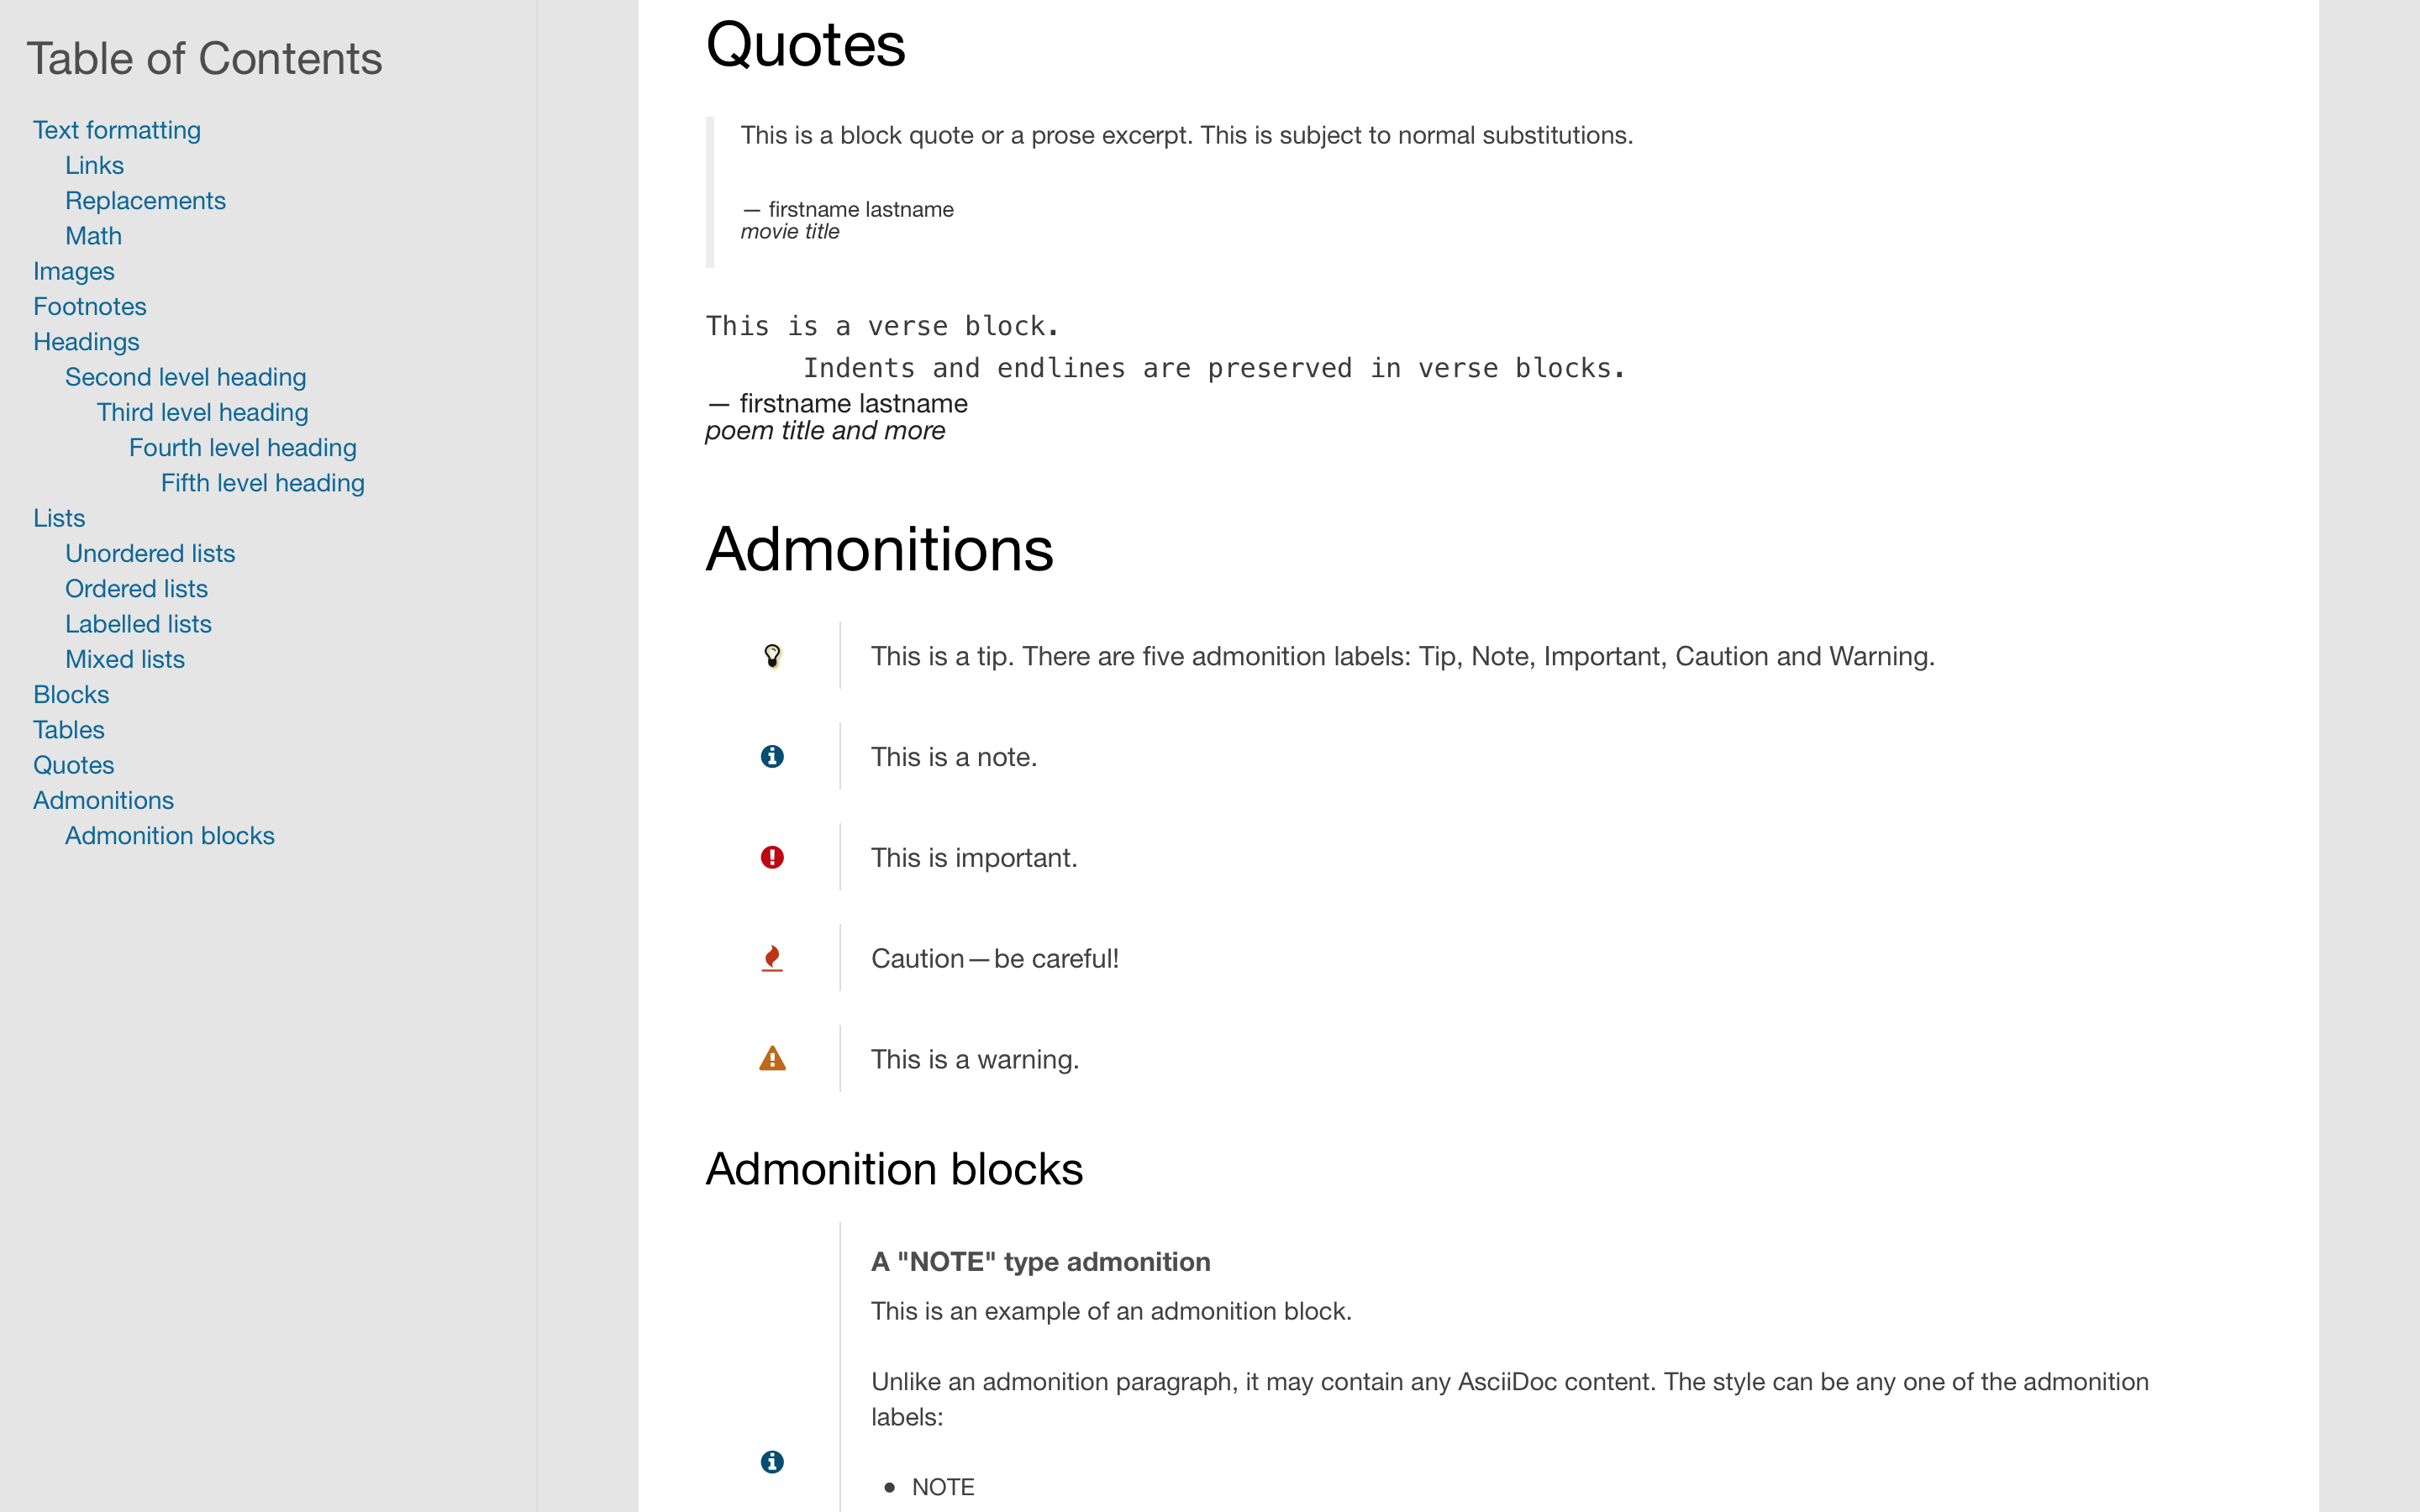 Table of Contents
Text formatting
Links
Replacements
Math
Images
Footnotes
Headings
Second level heading
Third level heading
Fourth level heading
Fifth level heading
Lists
Unordered lists
Ordered lists
Labelled lists
Mixed lists
Blocks
Tables
Quotes
Admonitions
Admonition blocks
Quotes
This is a block quote or a prose excerpt. This is subject to normal substitutions.
— firstname lastname
movie title
This is a verse block.
Indents and endlines are preserved in verse blocks.
— firstname lastname
poem title and more
Admonitions
This is a tip. There are five admonition labels: Tip, Note, Important, Caution and Warning.
This is a note.
This is important.
Caution — be careful!
This is a warning.
Admonition blocks
A "NOTE" type admonition
This is an example of an admonition block.
Unlike an admonition paragraph, it may contain any AsciiDoc content. The style can be any one of the admonition
labels:
• NOTE